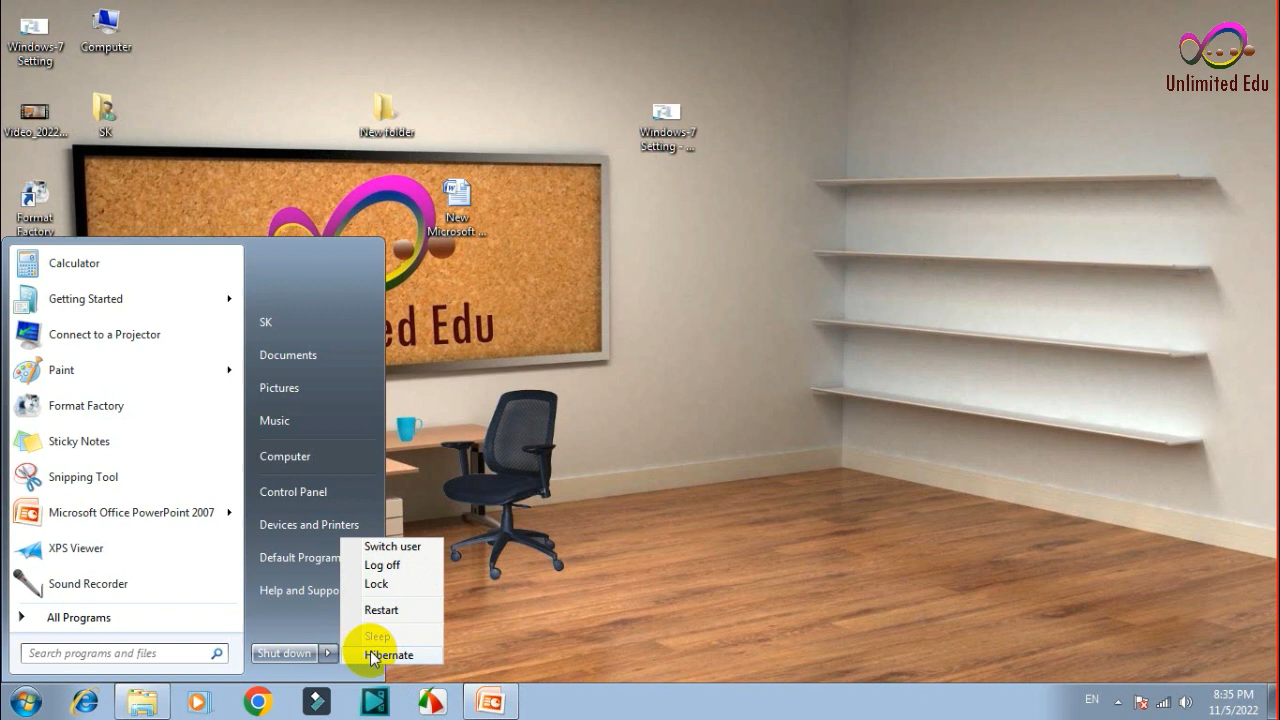 Windows-7
Setting
Computer
Unlimited Edu
Video_2022...
SK
New folder
Windows-7
Setting - ...
Format
Factory
New
Microsoft ...
ed Edu
Calculator
Getting Started
Connect to a Projector
Paint
Format Factory
Sticky Notes
Snipping Tool
Microsoft Office PowerPoint 2007
XPS Viewer
Sound Recorder
All Programs
Search programs and files
SK
Documents
Pictures
Music
Computer
Control Panel
Devices and Printers
Default Program
Help and Suppo
Shut down
Switch user
Log off
Lock
Restart
Sleep
Hibernate
EN
8:35 PM
11/5/2022